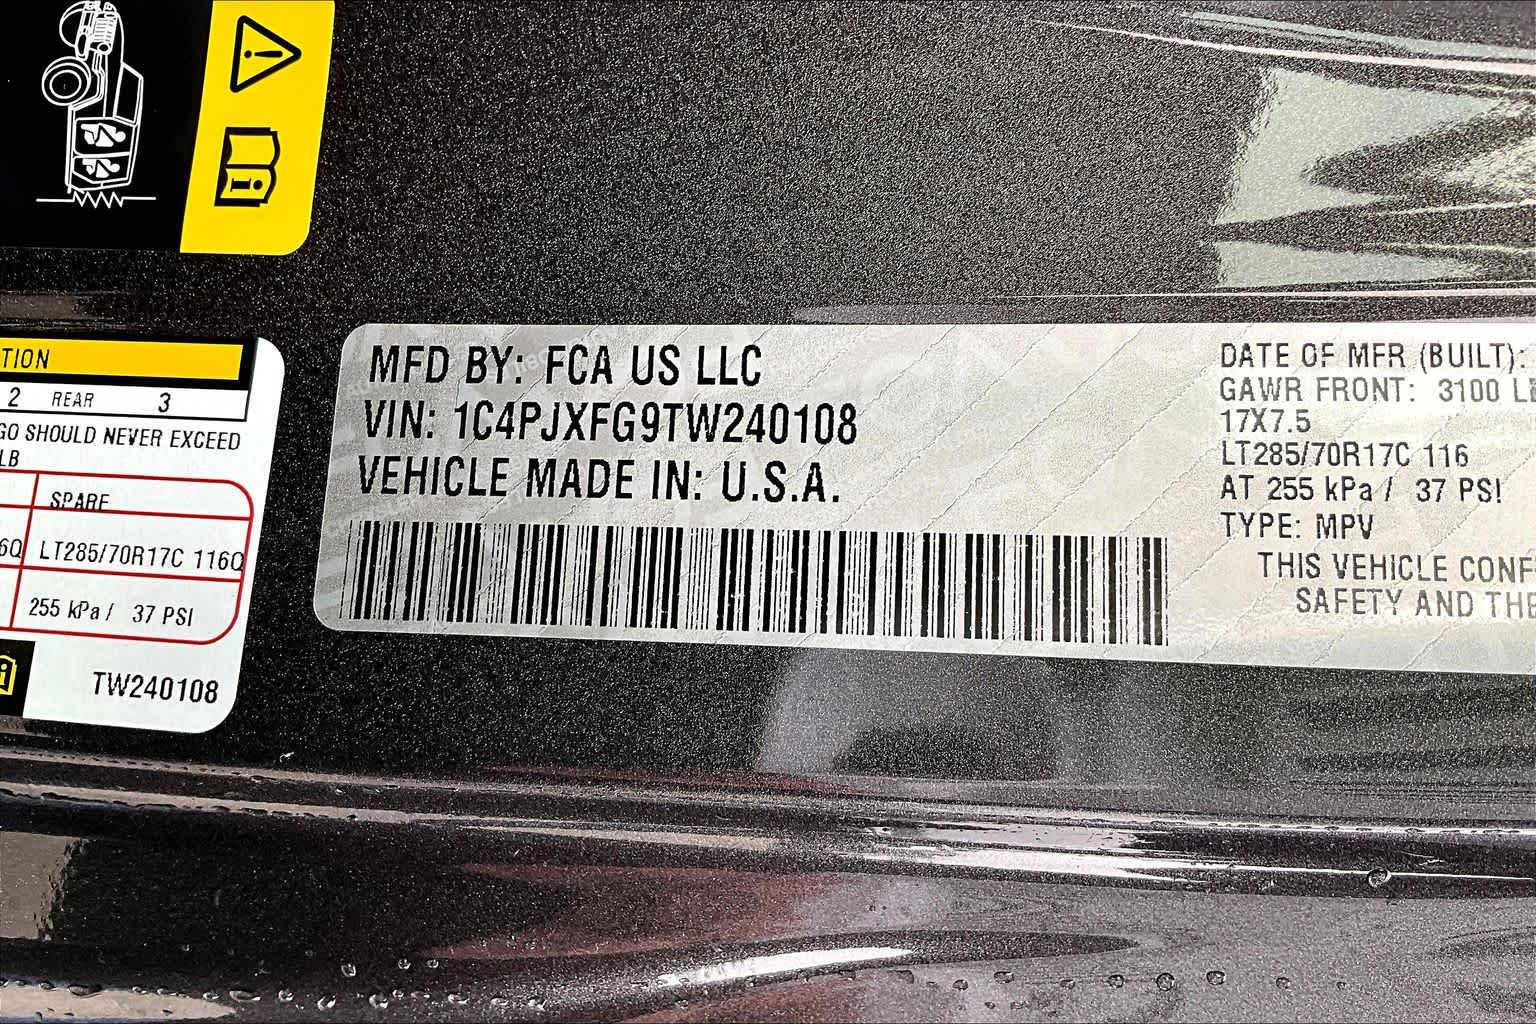 TION
2 REAR 3
GO SHOULD NEVER EXCEED
LB
SPARE
6Q LT285/70R17C 116Q
255 kPa / 37 PSI
TW240108
MFD BY: FCA US LLC
VIN: 1C4PJXFG9TW240108
VEHICLE MADE IN: U.S.A.
DATE OF MFR (BUILT):
GAWR FRONT: 3100 LB
17X7.5
LT285/70R17C 116
AT 255 kPa / 37 PSI
TYPE: MPV
THIS VEHICLE CONF
SAFETY AND THE